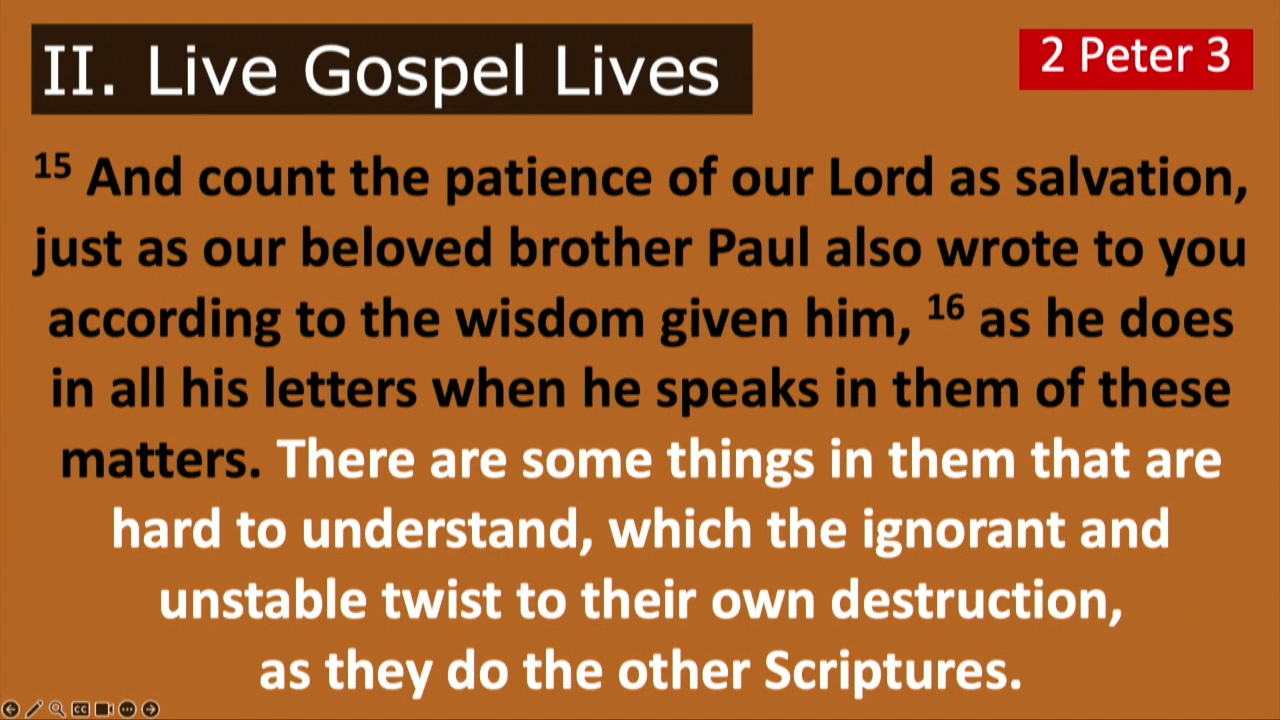 II. Live Gospel Lives
2 Peter 3
15 And count the patience of our Lord as salvation,
just as our beloved brother Paul also wrote to you
according to the wisdom given him, 16 as he does
in all his letters when he speaks in them of these
matters. There are some things in them that are
hard to understand, which the ignorant and
unstable twist to their own destruction,
as they do the other Scriptures.
CC